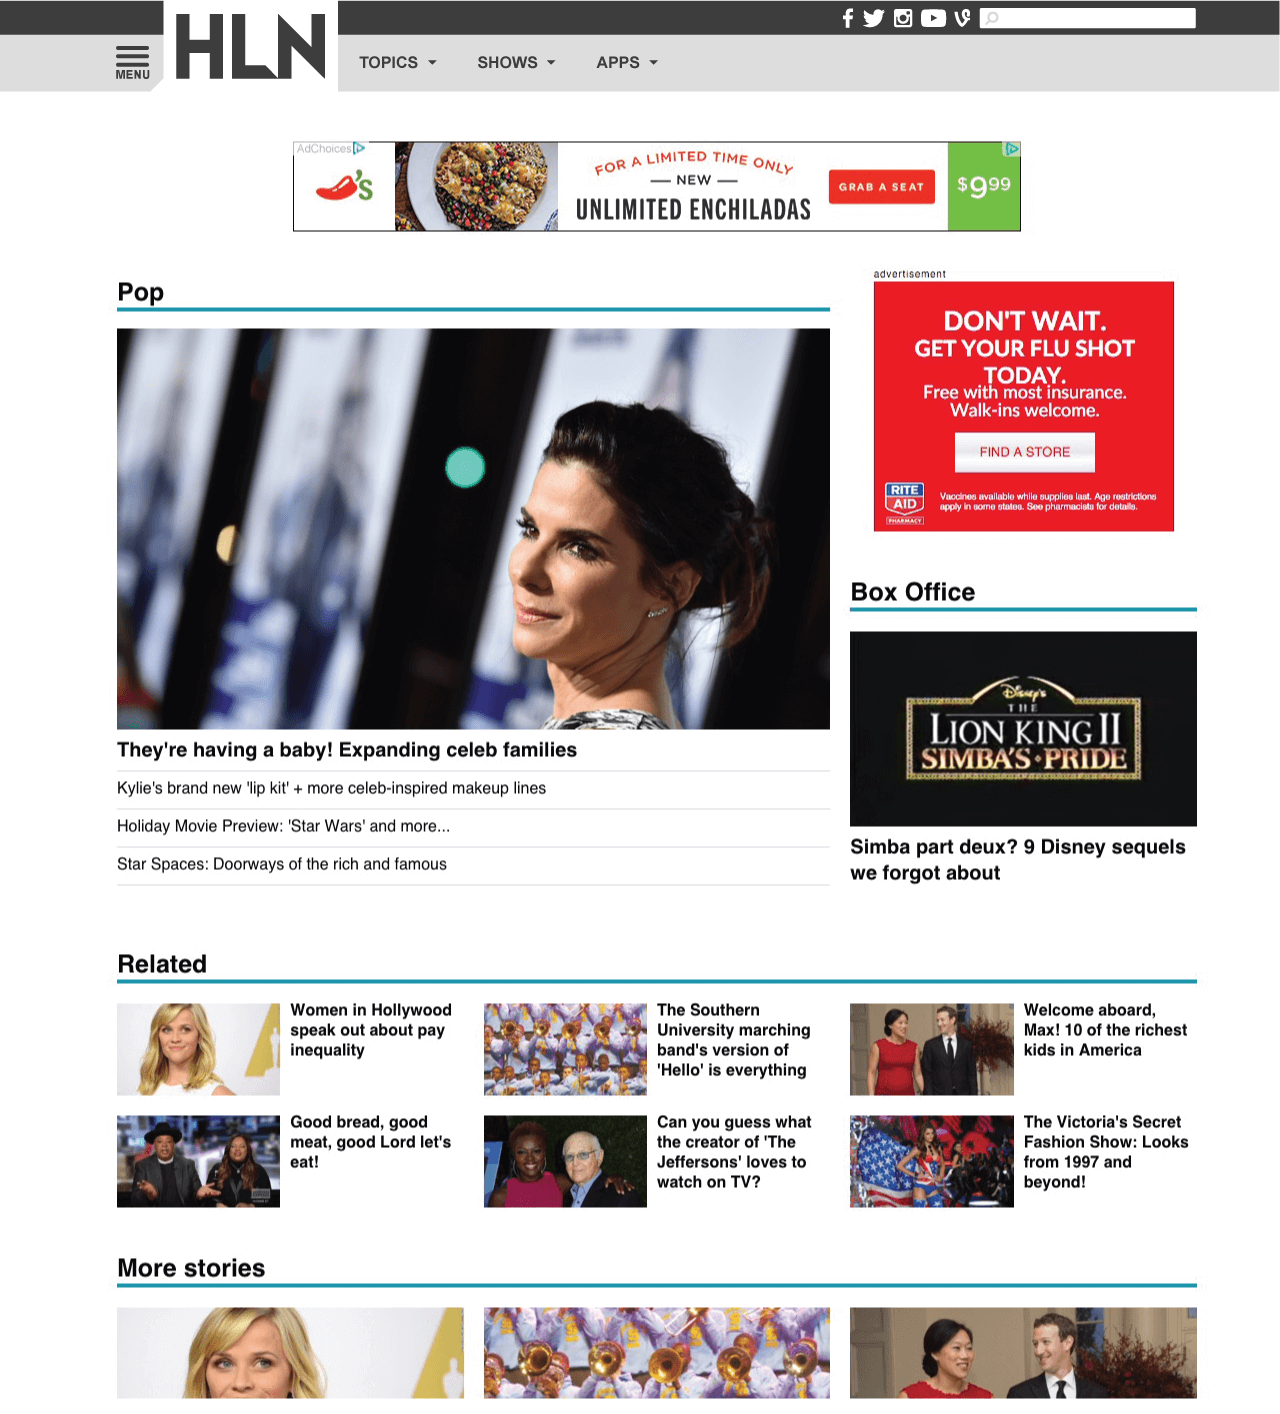 MENU
HLN
TOPICS
SHOWS
APPS
AdChoices
'S
FOR A LIMITED TIME ONLY
NEW
UNLIMITED ENCHILADAS
GRAB A SEAT
$9⁹⁹
Pop
They're having a baby! Expanding celeb families
Kylie's brand new 'lip kit' + more celeb-inspired makeup lines
Holiday Movie Preview: 'Star Wars' and more...
Star Spaces: Doorways of the rich and famous
advertisement
DON'T WAIT.
GET YOUR FLU SHOT
TODAY.
Free with most insurance.
Walk-ins welcome.
FIND A STORE
RITE
AID
PHARMACY
Vaccines available while supplies last. Age restrictions
apply in some states. See pharmacists for details.
Box Office
Disney's
THE
LION KING II
SIMBA'S PRIDE
Simba part deux? 9 Disney sequels
we forgot about
Related
Women in Hollywood
speak out about pay
inequality
The Southern
University marching
band's version of
'Hello' is everything
Welcome aboard,
Max! 10 of the richest
kids in America
Good bread, good
meat, good Lord let's
eat!
Can you guess what
the creator of 'The
Jeffersons' loves to
watch on TV?
The Victoria's Secret
Fashion Show: Looks
from 1997 and
beyond!
More stories